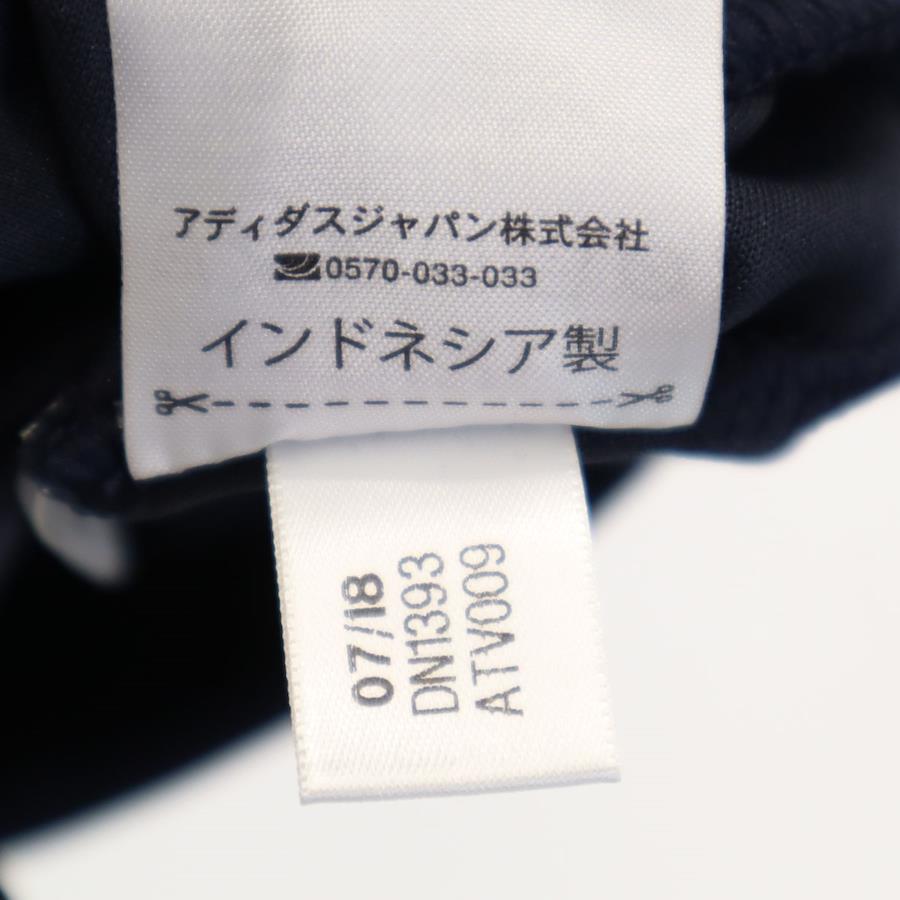 アディダスジャパン株式会社
0570-033-033
インドネシア製
07/18
DN1393
ATV009